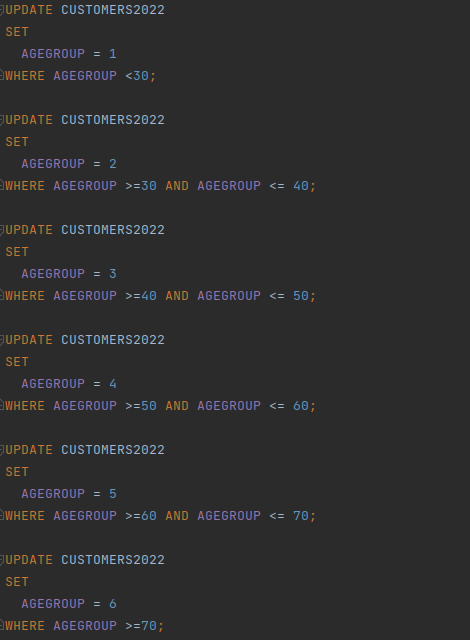 UPDATE CUSTOMERS2022
SET
AGEGROUP = 1
WHERE AGEGROUP <30;
UPDATE CUSTOMERS2022
SET
AGEGROUP = 2
WHERE AGEGROUP >=30 AND AGEGROUP <= 40;
UPDATE CUSTOMERS2022
SET
AGEGROUP = 3
WHERE AGEGROUP >=40 AND AGEGROUP <= 50;
UPDATE CUSTOMERS2022
SET
AGEGROUP = 4
WHERE AGEGROUP >=50 AND AGEGROUP <= 60;
UPDATE CUSTOMERS2022
SET
AGEGROUP = 5
WHERE AGEGROUP >=60 AND AGEGROUP <= 70;
UPDATE CUSTOMERS2022
SET
AGEGROUP = 6
WHERE AGEGROUP >=70;